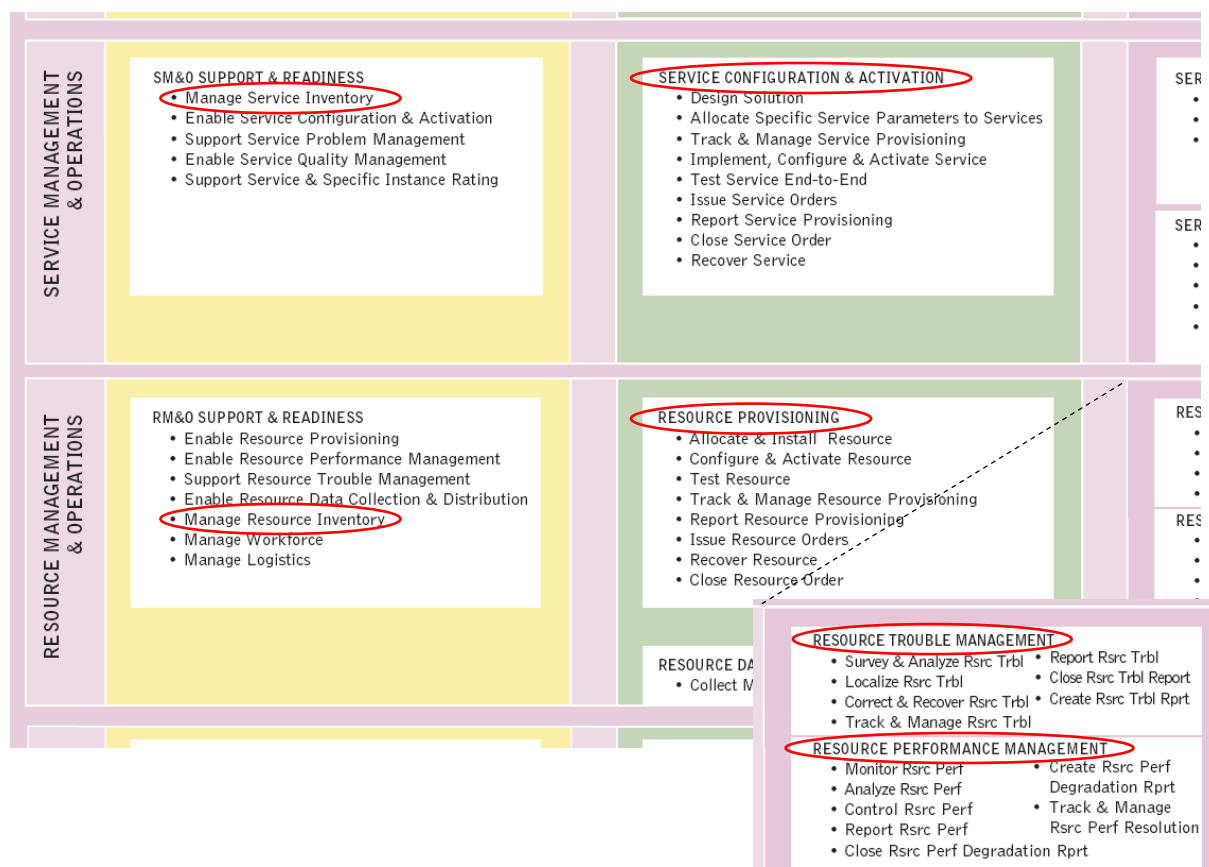 SERVICE MANAGEMENT
& OPERATIONS
SM&O SUPPORT & READINESS
• Manage Service Inventory
• Enable Service Configuration & Activation
• Support Service Problem Management
• Enable Service Quality Management
• Support Service & Specific Instance Rating
SERVICE CONFIGURATION & ACTIVATION
• Design Solution
• Allocate Specific Service Parameters to Services
• Track & Manage Service Provisioning
• Implement, Configure & Activate Service
• Test Service End-to-End
• Issue Service Orders
• Report Service Provisioning
• Close Service Order
• Recover Service
SER
SER
RESOURCE MANAGEMENT
& OPERATIONS
RM&O SUPPORT & READINESS
• Enable Resource Provisioning
• Enable Resource Performance Management
• Support Resource Trouble Management
• Enable Resource Data Collection & Distribution
• Manage Resource Inventory
• Manage Workforce
• Manage Logistics
RESOURCE PROVISIONING
• Allocate & Install Resource
• Configure & Activate Resource
• Test Resource
• Track & Manage Resource Provisioning
• Report Resource Provisioning
• Issue Resource Orders
• Recover Resource
• Close Resource Order
RESOURCE DA
• Collect M
RES
RES
RESOURCE TROUBLE MANAGEMENT
• Survey & Analyze Rsrc Trbl
• Localize Rsrc Trbl
• Correct & Recover Rsrc Trbl
• Track & Manage Rsrc Trbl
• Report Rsrc Trbl
• Close Rsrc Trbl Report
• Create Rsrc Trbl Rprt
RESOURCE PERFORMANCE MANAGEMENT
• Monitor Rsrc Perf
• Analyze Rsrc Perf
• Control Rsrc Perf
• Report Rsrc Perf
• Close Rsrc Perf Degradation Rprt
• Create Rsrc Perf
Degradation Rprt
• Track & Manage
Rsrc Perf Resolution